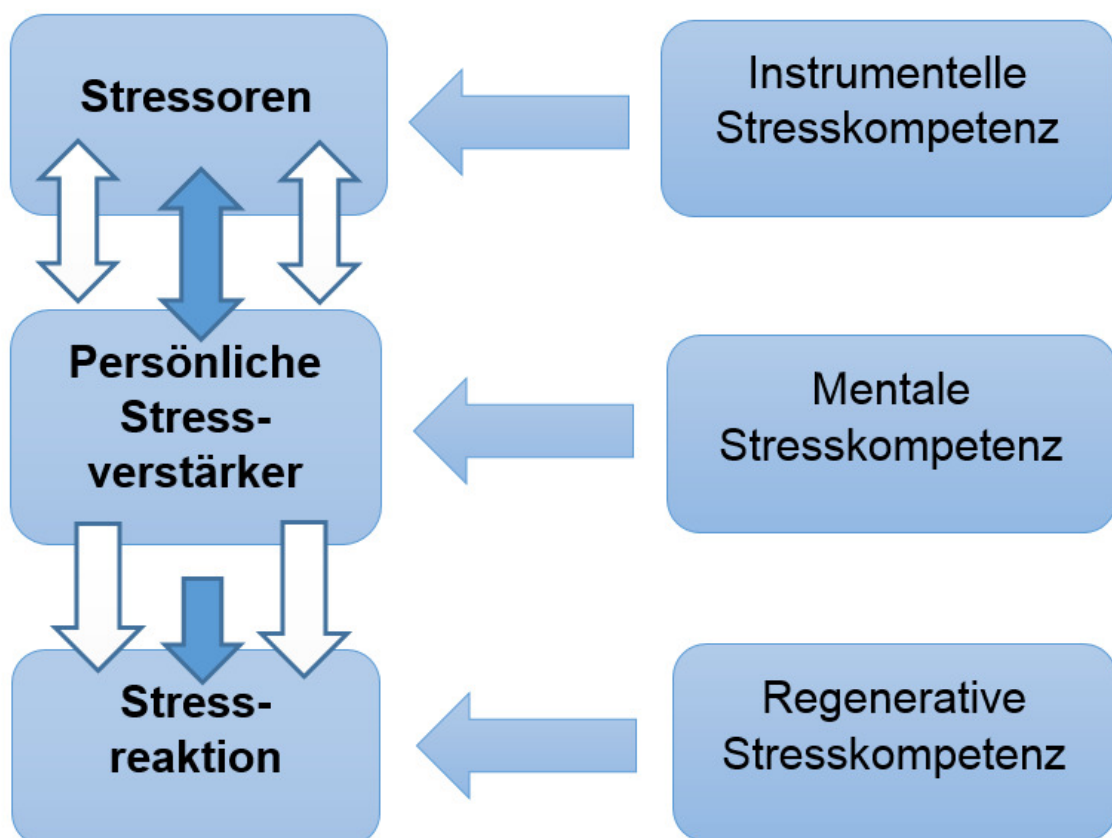 Stressoren
Instrumentelle
Stresskompetenz
Persönliche
Stress-
verstärker
Mentale
Stresskompetenz
Stress-
reaktion
Regenerative
Stresskompetenz